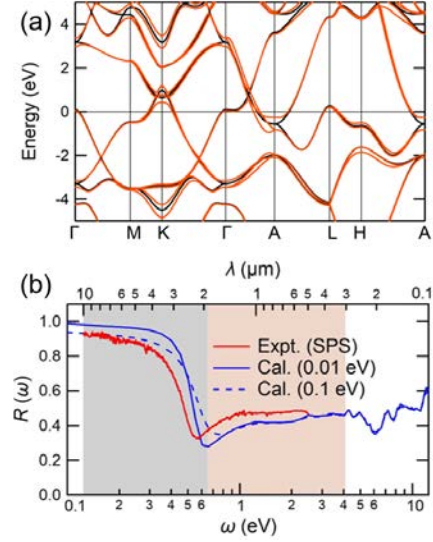 (a)
Energy (eV)
4
2
0
-2
-4
Γ M K Γ A L H A
λ (μm)
10 6 5 4 3 2 1 6 5 4 3 2 0.1
(b)
R (ω)
1.0
0.8
0.6
0.4
0.2
0.0
Expt. (SPS)
Cal. (0.01 eV)
Cal. (0.1 eV)
2 3 4 5 6 1 2 3 4 5 6 10
ω (eV)